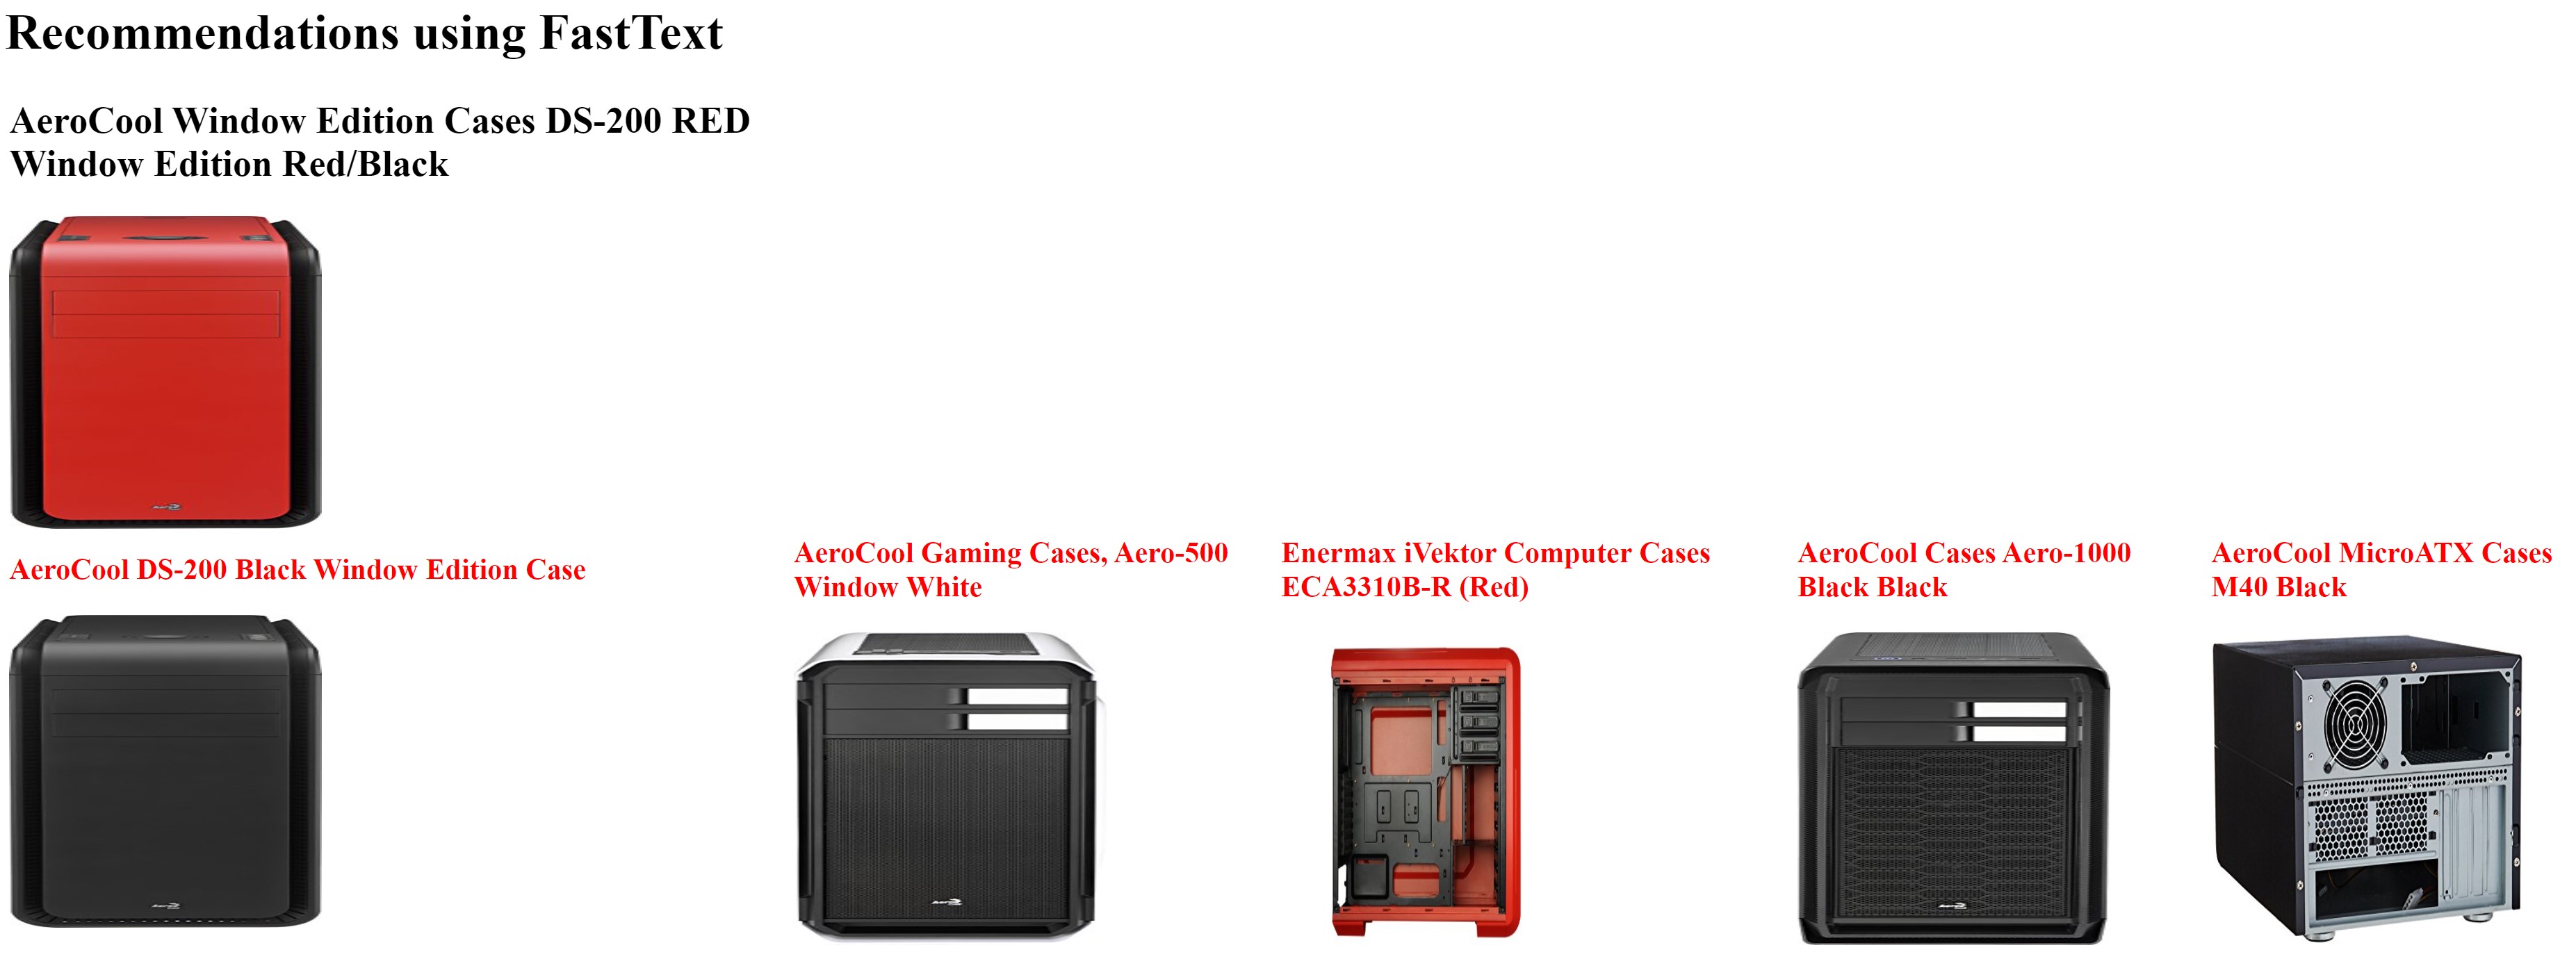 Recommendations using FastText
AeroCool Window Edition Cases DS-200 RED
Window Edition Red/Black
AeroCool DS-200 Black Window Edition Case
AeroCool Gaming Cases, Aero-500
Window White
Enermax iVektor Computer Cases
ECA3310B-R (Red)
AeroCool Cases Aero-1000
Black Black
AeroCool MicroATX Cases
M40 Black